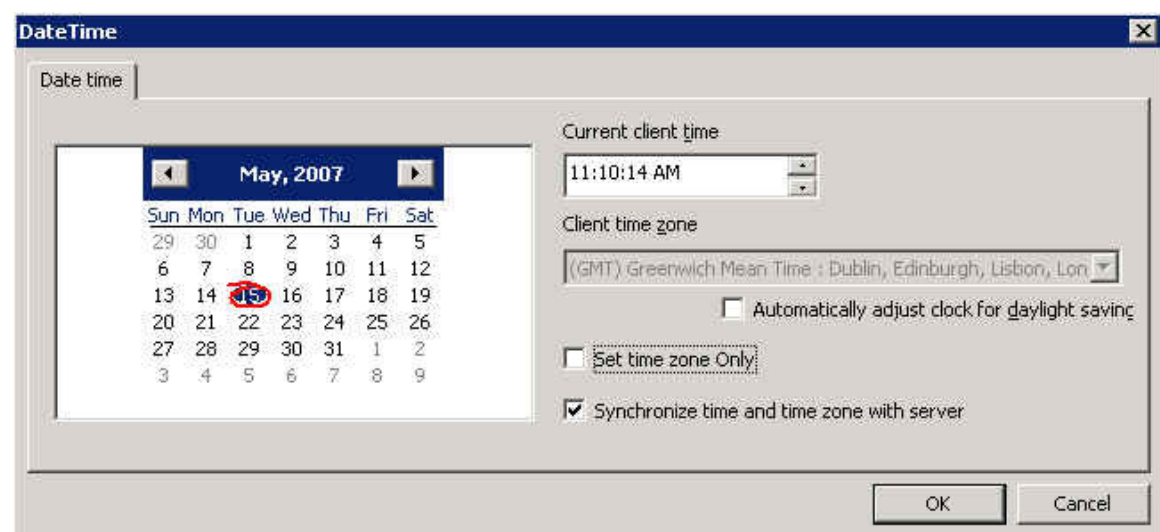 DateTime
Date time
May, 2007
Sun Mon Tue Wed Thu Fri Sat
29 30 1 2 3 4 5
6 7 8 9 10 11 12
13 14 15 16 17 18 19
20 21 22 23 24 25 26
27 28 29 30 31 1 2
3 4 5 6 7 8 9
Current client time
11:10:14 AM
Client time zone
(GMT) Greenwich Mean Time : Dublin, Edinburgh, Lisbon, Lon
Automatically adjust clock for daylight saving
Set time zone Only
Synchronize time and time zone with server
OK Cancel